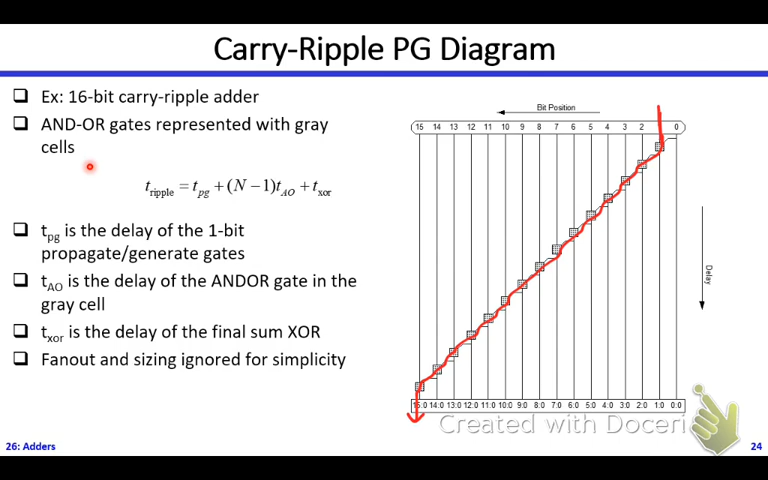 Carry-Ripple PG Diagram
Ex: 16-bit carry-ripple adder
AND-OR gates represented with gray
cells
t_ripple = t_pg + (N − 1)t_AO + t_xor
t_pg is the delay of the 1-bit
propagate/generate gates
t_AO is the delay of the ANDOR gate in the
gray cell
t_xor is the delay of the final sum XOR
Fanout and sizing ignored for simplicity
Bit Position
15 14 13 12 11 10 9 8 7 6 5 4 3 2 0
Delay
15:0 14:0 13:0 12:0 11:0 10:0 9:0 8:0 7:0 6:0 5:0 4:0 3:0 2:0 1:0 0:0
Created with Doceri
26: Adders
24